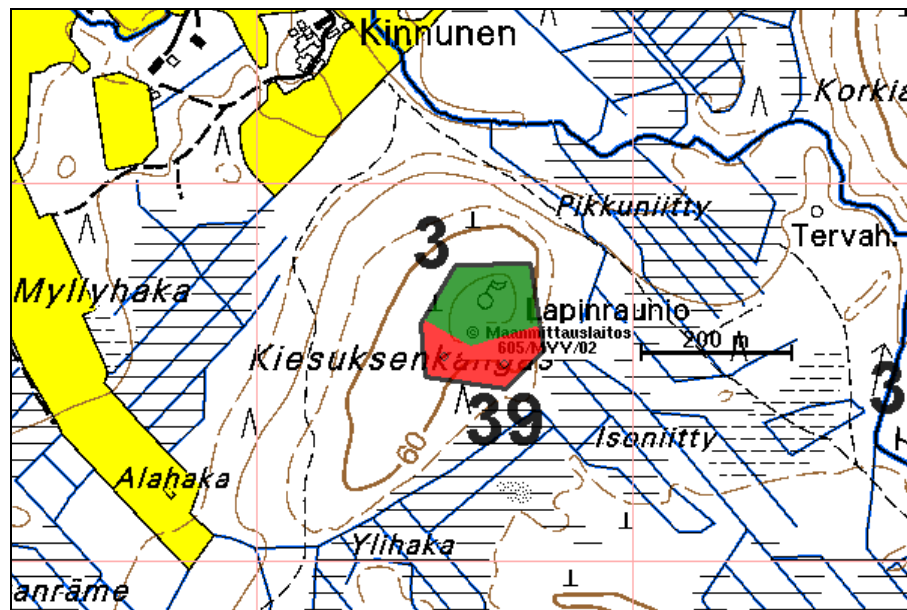 Kinnunen
Korkia
Pikkuniitty
3
Tervah.
Myllyhaka
Lapinraunio
© Maanmittauslaitos
605/MYY/02
200 m
Kiesuksenkangas
3
39
Isoniitty
60
Alahaka
Ylihaka
anräme